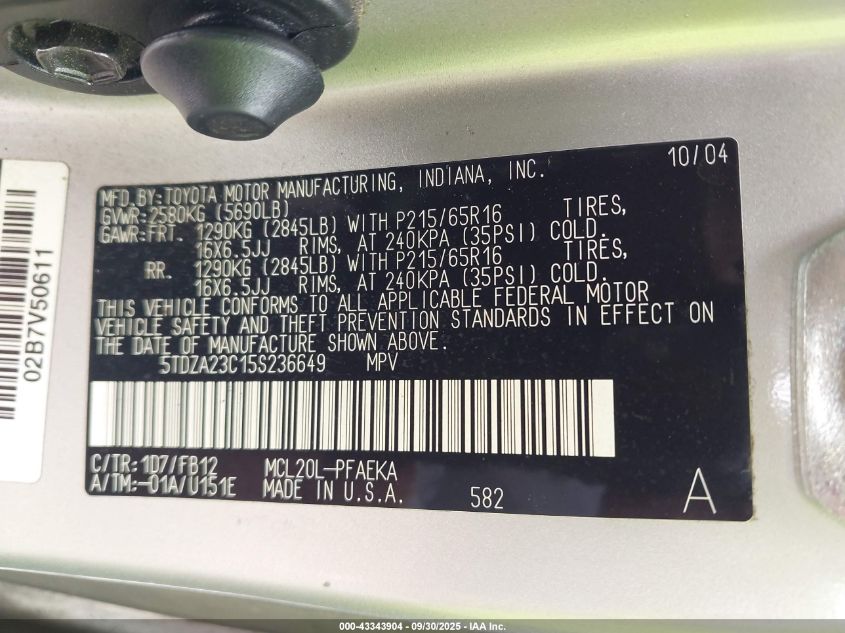 10/04
MFD.BY:TOYOTA MOTOR MANUFACTURING, INDIANA, INC.
GVWR:2580KG (5690LB)
GAWR:FRT. 1290KG (2845LB) WITH P215/65R16 TIRES,
16X6.5JJ RIMS, AT 240KPA (35PSI) COLD.
RR. 1290KG (2845LB) WITH P215/65R16 TIRES,
16X6.5JJ RIMS, AT 240KPA (35PSI) COLD.
THIS VEHICLE CONFORMS TO ALL APPLICABLE FEDERAL MOTOR
VEHICLE SAFETY AND THEFT PREVENTION STANDARDS IN EFFECT ON
THE DATE OF MANUFACTURE SHOWN ABOVE.
5TDZA23C15S236649 MPV
C/TR:1D7/FB12 MCL20L-PFAEKA
A/TM:-01A/U151E MADE IN U.S.A. 582 A
02B7V50611
000-43343904 - 09/30/2025 - IAA Inc.